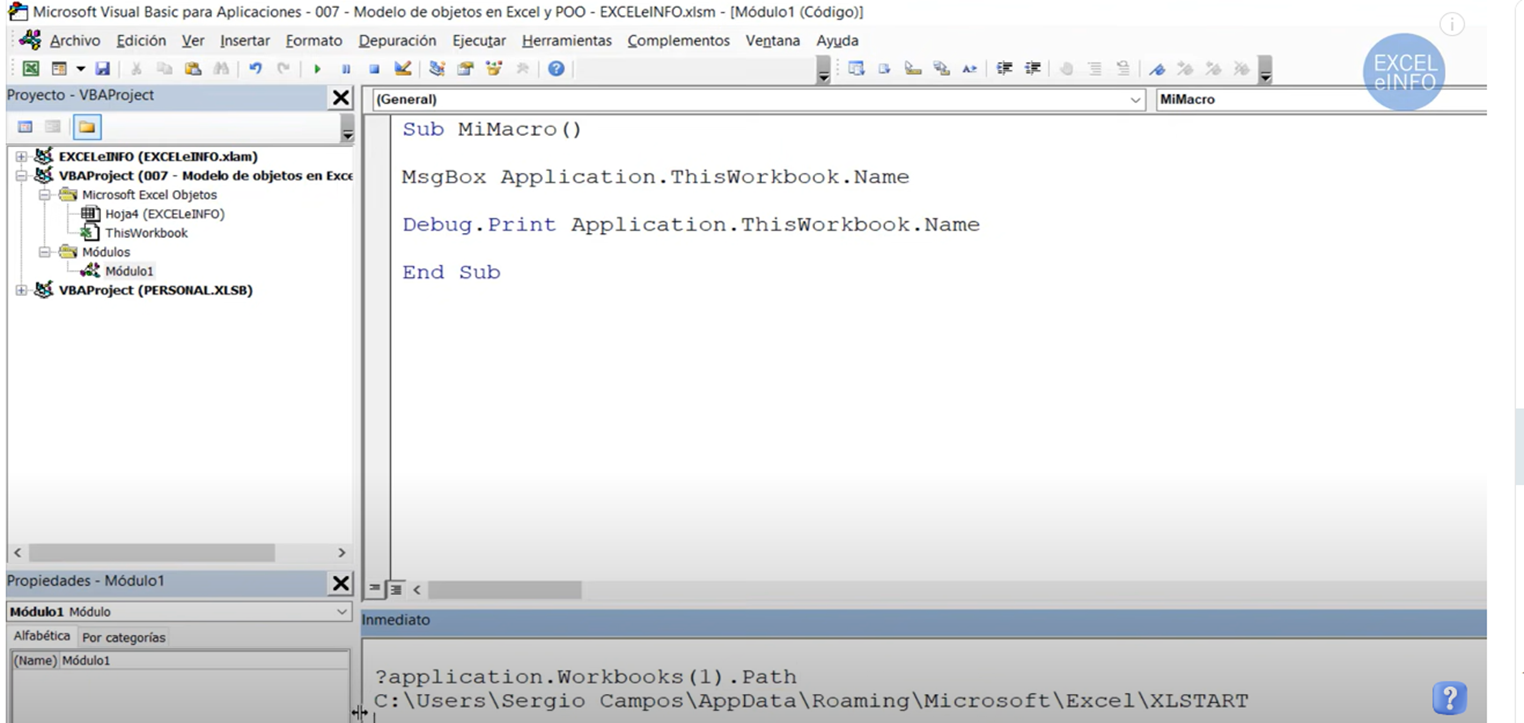 Microsoft Visual Basic para Aplicaciones - 007 - Modelo de objetos en Excel y POO - EXCELeINFO.xlsm - [Módulo1 (Código)]
Archivo Edición Ver Insertar Formato Depuración Ejecutar Herramientas Complementos Ventana Ayuda
EXCEL
eINFO
Proyecto - VBAProject
EXCELeINFO (EXCELeINFO.xlam)
VBAProject (007 - Modelo de objetos en Exce
Microsoft Excel Objetos
Hoja4 (EXCELeINFO)
ThisWorkbook
Módulos
Módulo1
VBAProject (PERSONAL.XLSB)
Propiedades - Módulo1
Módulo1 Módulo
Alfabética Por categorías
(Name) Módulo1
(General) MiMacro
Sub MiMacro()
MsgBox Application.ThisWorkbook.Name
Debug.Print Application.ThisWorkbook.Name
End Sub
Inmediato
?application.Workbooks(1).Path
C:\Users\Sergio Campos\AppData\Roaming\Microsoft\Excel\XLSTART